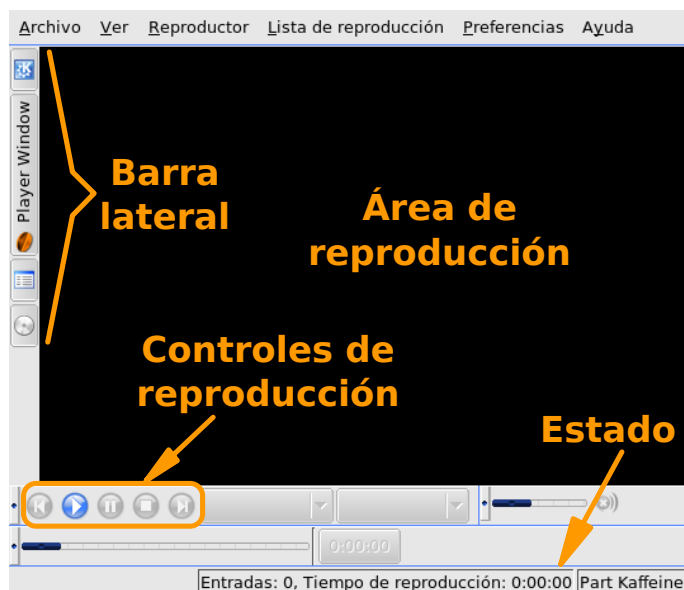 Archivo Ver Reproductor Lista de reproducción Preferencias Ayuda
Player Window
Barra
lateral
Área de
reproducción
Controles de
reproducción
Estado
0:00:00
Entradas: 0, Tiempo de reproducción: 0:00:00 Part Kaffeine